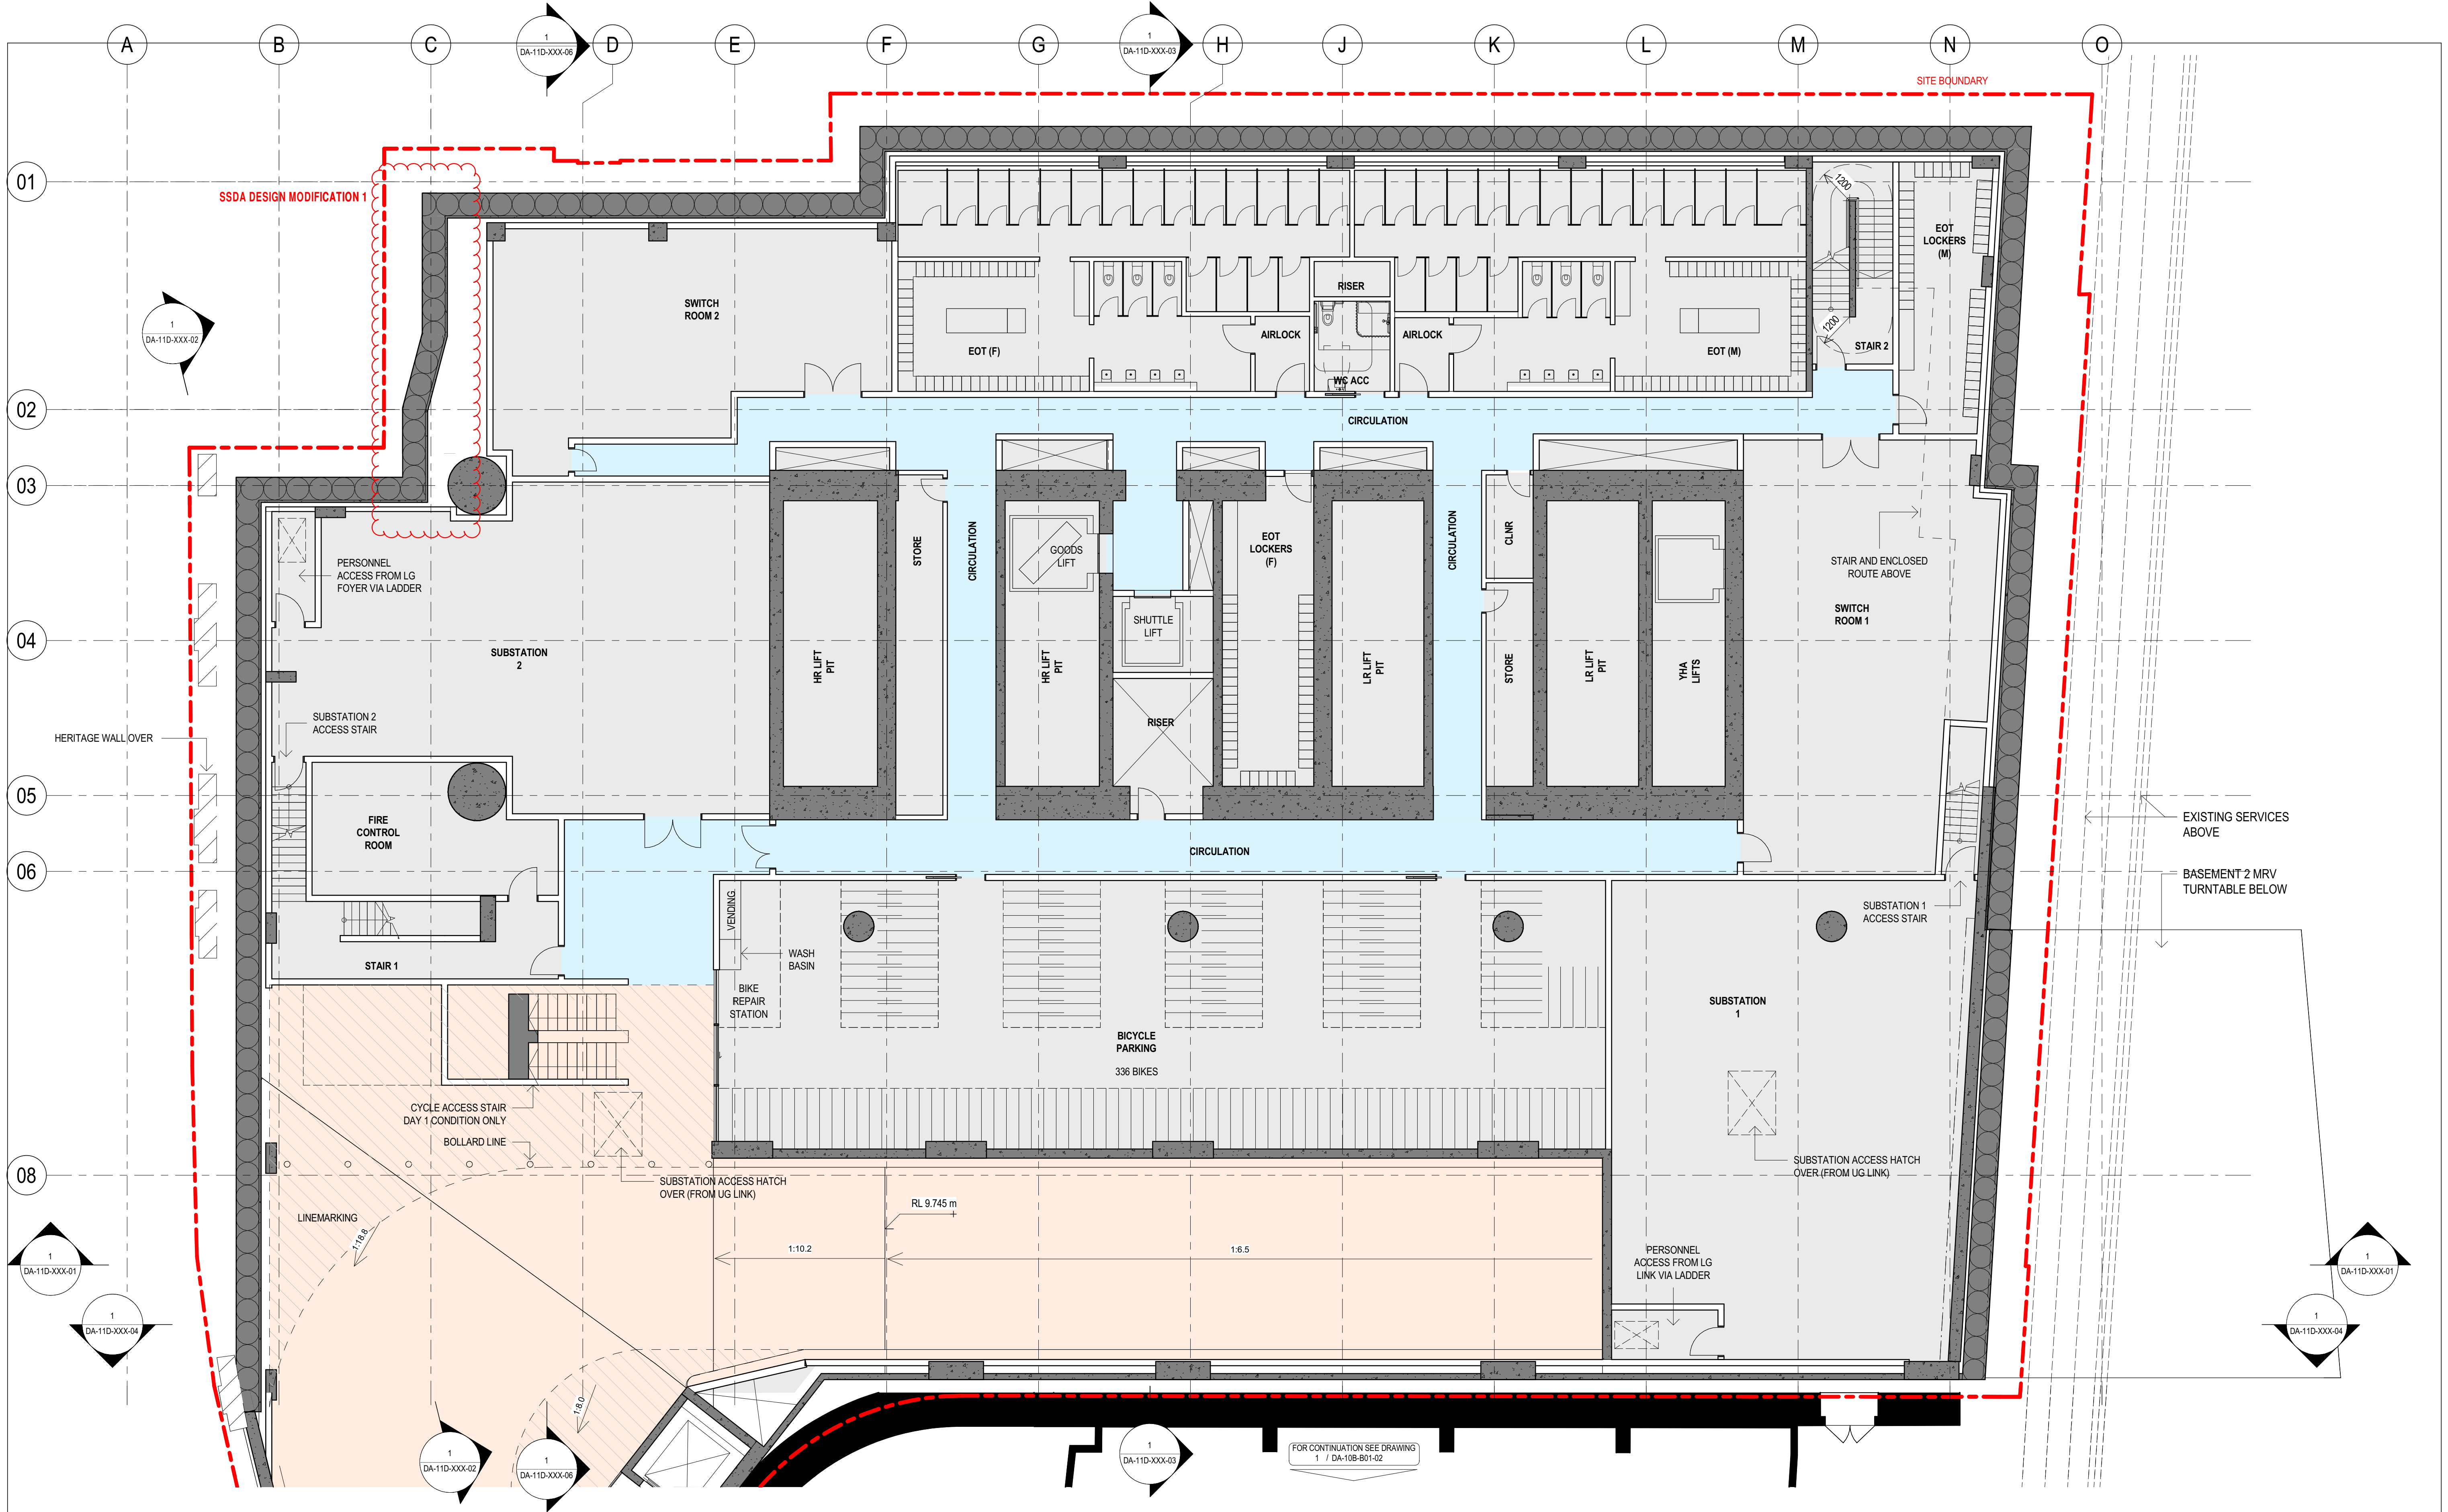 A
B
C
1
DA-11D-XXX-06
D
E
F
G
1
DA-11D-XXX-03
H
J
K
L
M
N
O
SITE BOUNDARY
01
SSDA DESIGN MODIFICATION 1
1200
EOT
LOCKERS
(M)
SWITCH
ROOM 2
RISER
1
DA-11D-XXX-02
EOT (F)
AIRLOCK
AIRLOCK
EOT (M)
1200
STAIR 2
WC ACC
02
CIRCULATION
03
PERSONNEL
ACCESS FROM LG
FOYER VIA LADDER
STORE
CIRCULATION
GOODS
LIFT
EOT
LOCKERS
(F)
CIRCULATION
CLNR
STAIR AND ENCLOSED
ROUTE ABOVE
04
SUBSTATION
2
HR LIFT
PIT
HR LIFT
PIT
SHUTTLE
LIFT
LR LIFT
PIT
STORE
LR LIFT
PIT
YHA
LIFTS
SWITCH
ROOM 1
HERITAGE WALL OVER
SUBSTATION 2
ACCESS STAIR
RISER
05
FIRE
CONTROL
ROOM
EXISTING SERVICES
ABOVE
CIRCULATION
06
BASEMENT 2 MRV
TURNTABLE BELOW
VENDING
SUBSTATION 1
ACCESS STAIR
WASH
BASIN
STAIR 1
BIKE
REPAIR
STATION
SUBSTATION
1
BICYCLE
PARKING
336 BIKES
CYCLE ACCESS STAIR
DAY 1 CONDITION ONLY
BOLLARD LINE
08
SUBSTATION ACCESS HATCH
OVER (FROM UG LINK)
SUBSTATION ACCESS HATCH
OVER (FROM UG LINK)
LINEMARKING
1:18.8
RL 9.745 m
1:10.2
1:6.5
PERSONNEL
ACCESS FROM LG
LINK VIA LADDER
1
DA-11D-XXX-01
1
DA-11D-XXX-01
1
DA-11D-XXX-04
1
DA-11D-XXX-04
1:8.0
1
DA-11D-XXX-02
1
DA-11D-XXX-06
1
DA-11D-XXX-03
FOR CONTINUATION SEE DRAWING
1 / DA-10B-B01-02